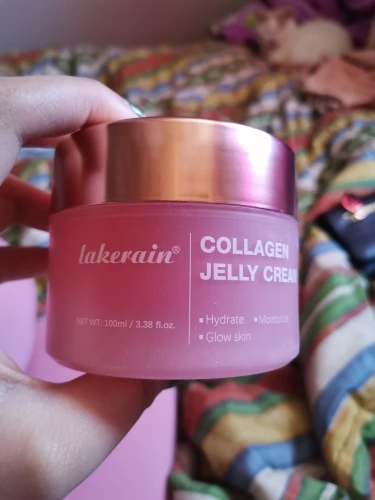 lakerain®
COLLAGEN
JELLY CREAM
NET WT: 100ml / 3.38 fl.oz.
▪Hydrate ▪Moisturize
▪Glow skin